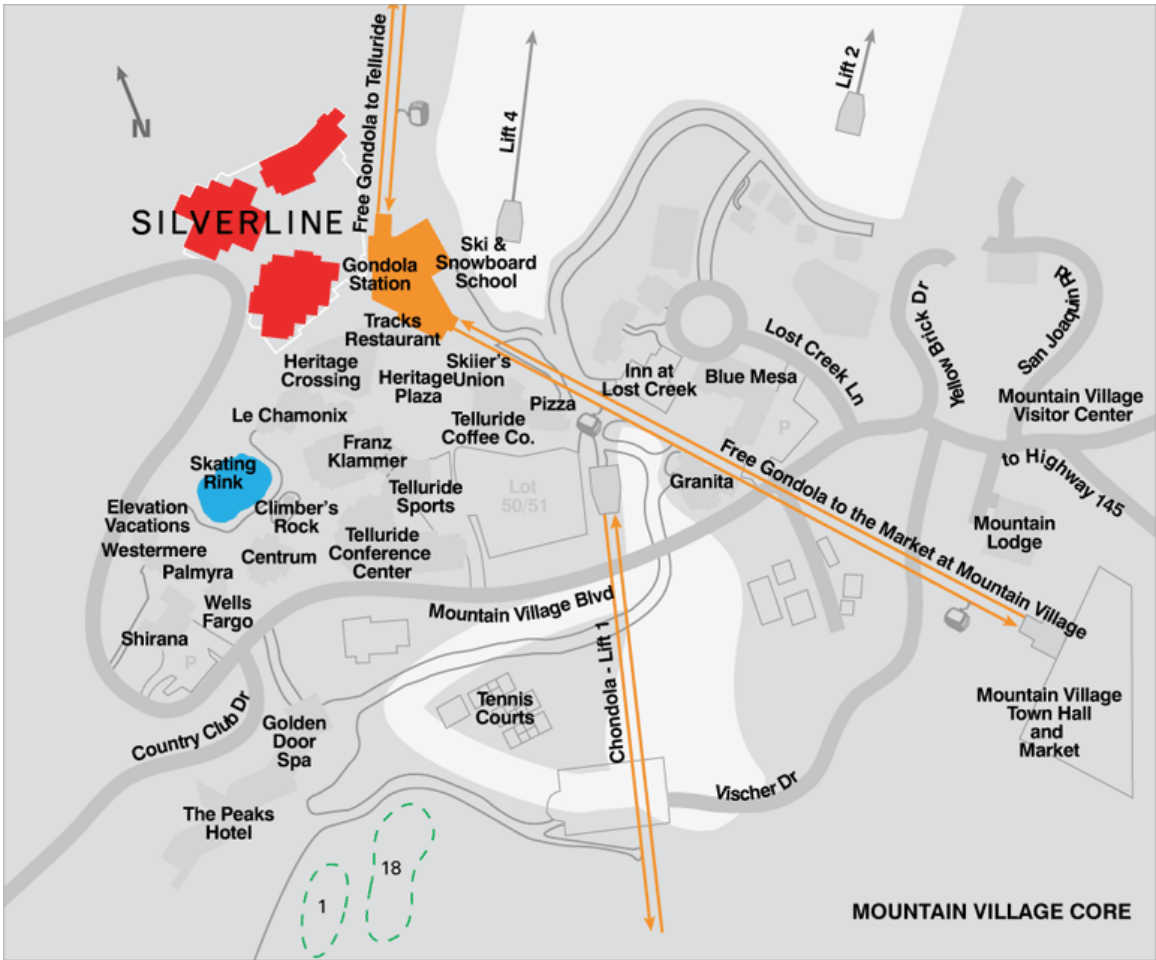 Free Gondola to Telluride
Lift 4
Lift 2
N
SILVERLINE
Gondola
Station
Ski &
Snowboard
School
Tracks
Restaurant
Heritage
Crossing
Heritage
Plaza
Skiier's
Union
Pizza
Inn at
Lost Creek
Blue Mesa
Lost Creek Ln
Yellow Brick Dr
San Joaquin Rd
Mountain Village
Visitor Center
to Highway 145
Le Chamonix
Telluride
Coffee Co.
Franz
Klammer
P
Free Gondola to the Market at Mountain Village
Skating
Rink
Telluride
Sports
Lot
50/51
Granita
Elevation
Vacations
Climber's
Rock
Mountain
Lodge
Westermere
Palmyra
Centrum
Telluride
Conference
Center
Mountain Village Blvd
Wells
Fargo
Shirana
P
Chondola - Lift 1
Tennis
Courts
Country Club Dr
Golden
Door
Spa
Mountain Village
Town Hall
and
Market
Vischer Dr
The Peaks
Hotel
18
1
MOUNTAIN VILLAGE CORE